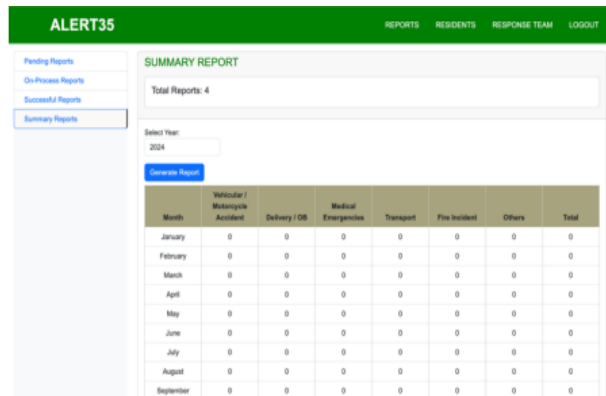 ALERT35
REPORTS RESIDENTS RESPONSE TEAM LOGOUT
Pending Reports
On-Process Reports
Successful Reports
Summary Reports
SUMMARY REPORT
Total Reports: 4
Select Year:
2024
Generate Report
Month Vehicular / Motorcycle Accident Delivery / OB Medical Emergencies Transport Fire Incident Others Total
January 0 0 0 0 0 0 0
February 0 0 0 0 0 0 0
March 0 0 0 0 0 0 0
April 0 0 0 0 0 0 0
May 0 0 0 0 0 0 0
June 0 0 0 0 0 0 0
July 0 0 0 0 0 0 0
August 0 0 0 0 0 0 0
September 0 0 0 0 0 0 0